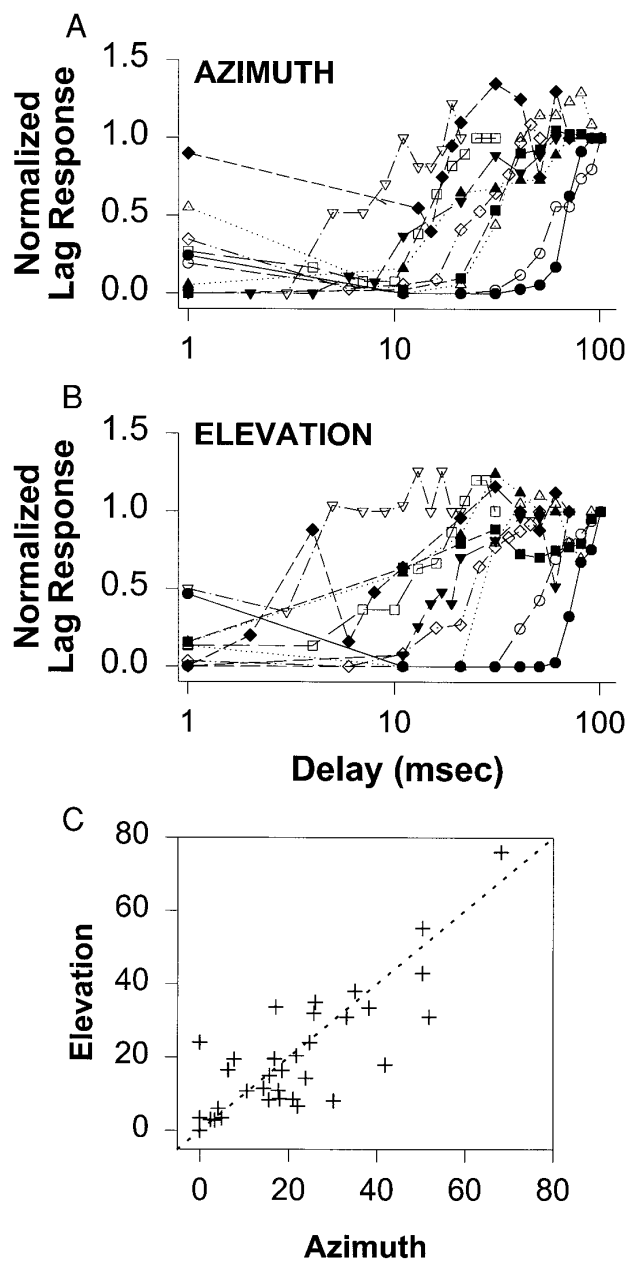 A
AZIMUTH
Normalized
Lag Response
1.5
1.0
0.5
0.0
1 10 100
B
ELEVATION
Normalized
Lag Response
1.5
1.0
0.5
0.0
1 10 100
Delay (msec)
C
Elevation
80
60
40
20
0
0 20 40 60 80
Azimuth